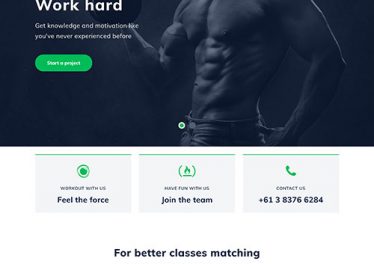 Work hard
Get knowledge and motivation like
you've never experienced before
Start a project
WORKOUT WITH US
Feel the force
HAVE FUN WITH US
Join the team
CONTACT US
+61 3 8376 6284
For better classes matching